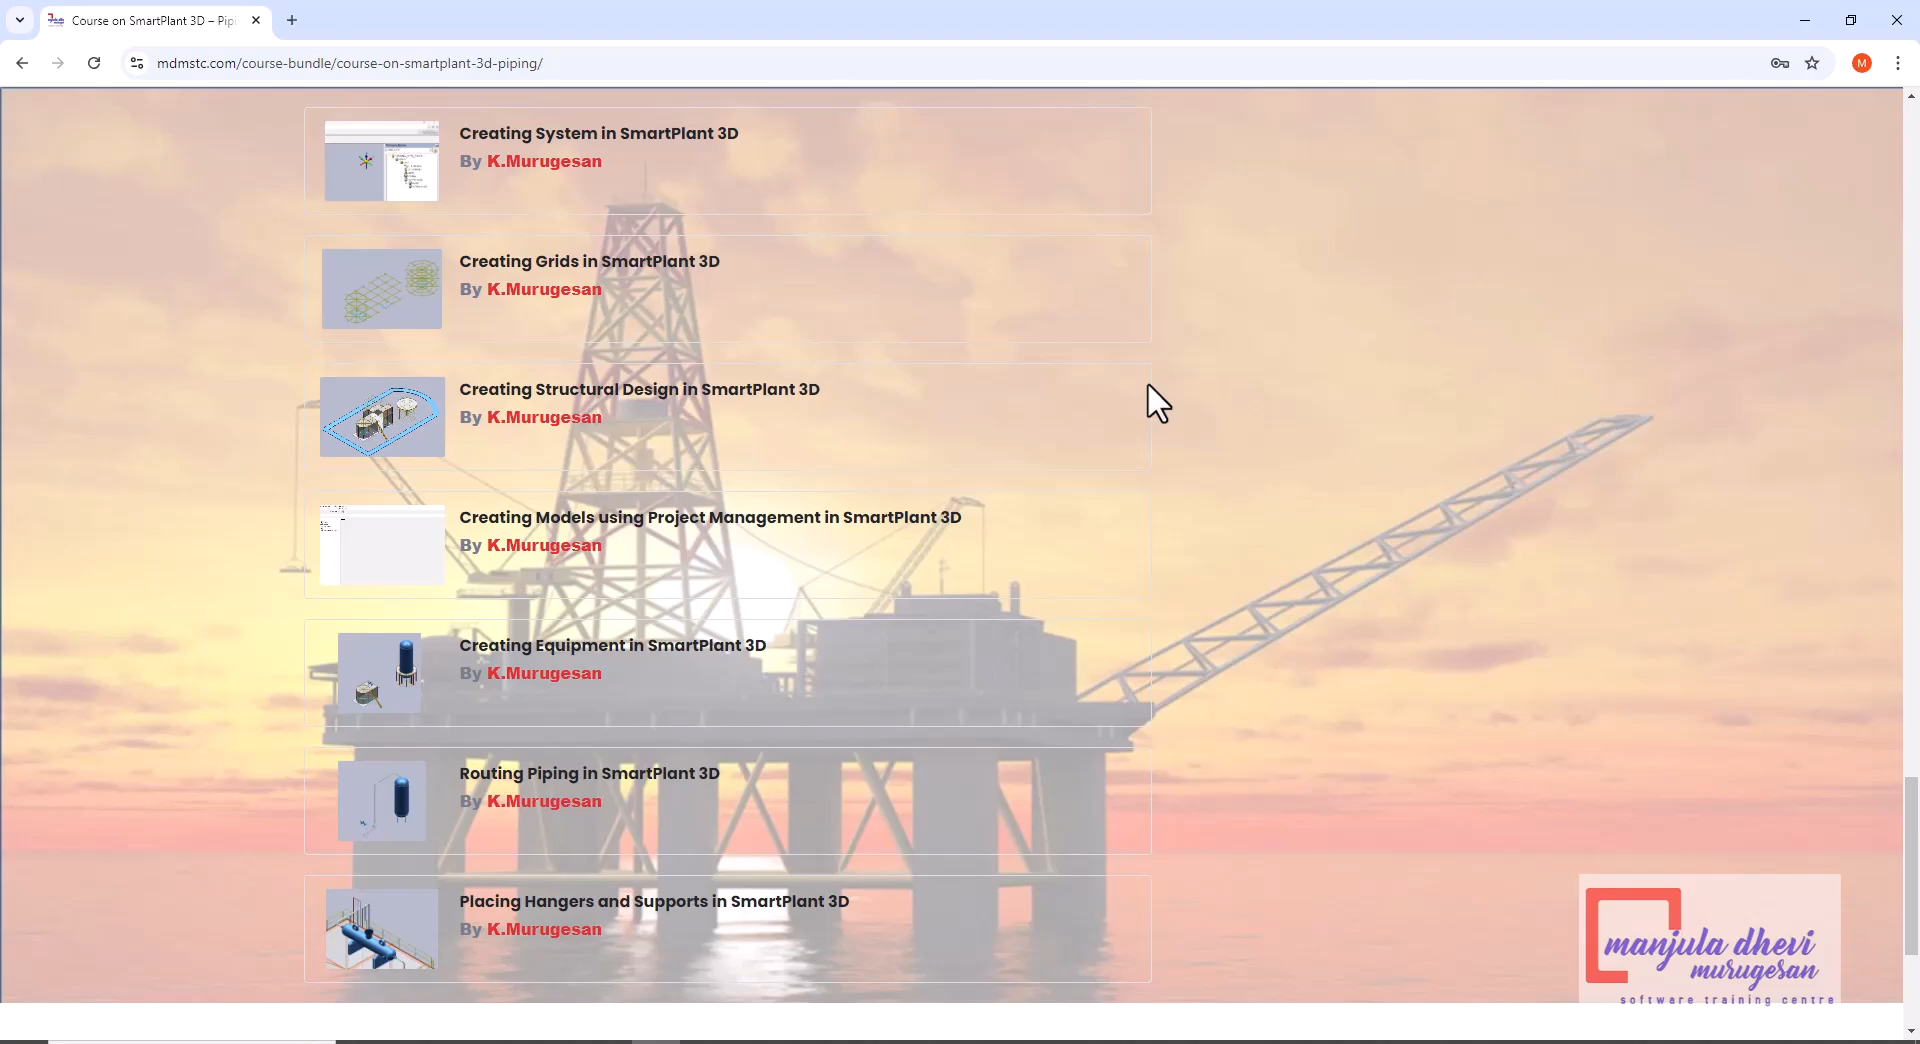 Course on SmartPlant 3D – Pip
mdmstc.com/course-bundle/course-on-smartplant-3d-piping/
M
Creating System in SmartPlant 3D
By K.Murugesan
Creating Grids in SmartPlant 3D
By K.Murugesan
Creating Structural Design in SmartPlant 3D
By K.Murugesan
Creating Models using Project Management in SmartPlant 3D
By K.Murugesan
Creating Equipment in SmartPlant 3D
By K.Murugesan
Routing Piping in SmartPlant 3D
By K.Murugesan
Placing Hangers and Supports in SmartPlant 3D
By K.Murugesan
manjula dhevi
murugesan
software training centre